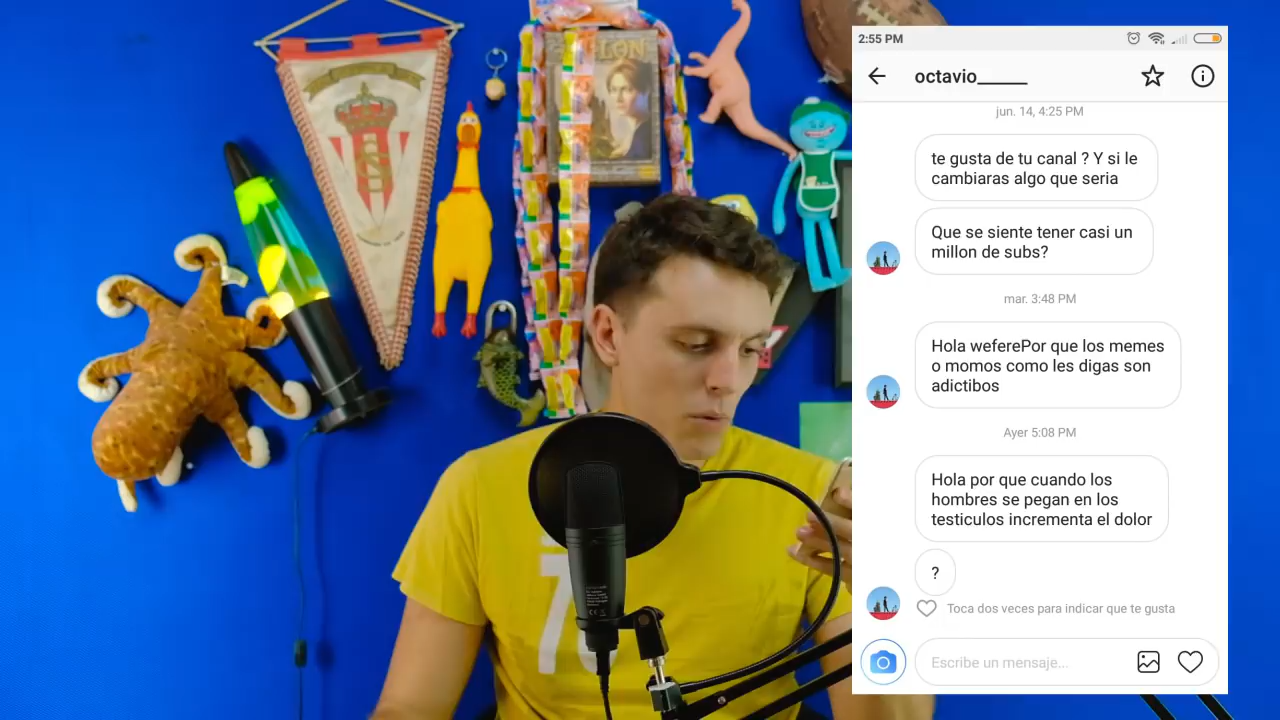 LON
7
2:55 PM
octavio_____
jun. 14, 4:25 PM
te gusta de tu canal ? Y si le
cambiaras algo que seria
Que se siente tener casi un
millon de subs?
mar. 3:48 PM
Hola weferePor que los memes
o momos como les digas son
adictibos
Ayer 5:08 PM
Hola por que cuando los
hombres se pegan en los
testiculos incrementa el dolor
?
Toca dos veces para indicar que te gusta
Escribe un mensaje...